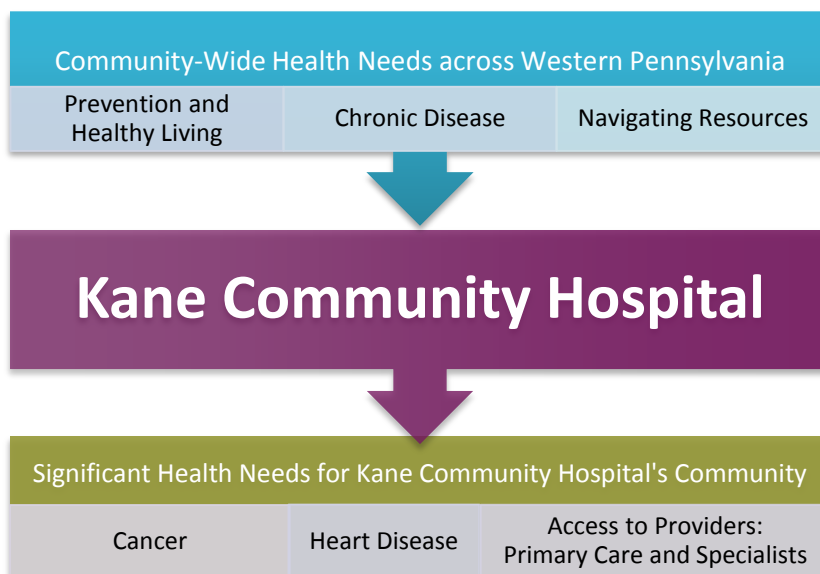 Community-Wide Health Needs across Western Pennsylvania
Prevention and
Healthy Living
Chronic Disease
Navigating Resources
Kane Community Hospital
Significant Health Needs for Kane Community Hospital's Community
Cancer
Heart Disease
Access to Providers:
Primary Care and Specialists